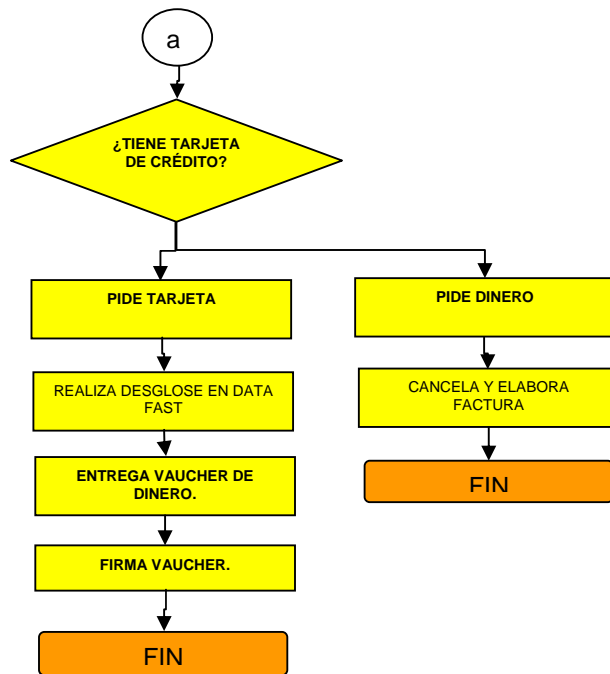 a
¿TIENE TARJETA
DE CRÉDITO?
PIDE TARJETA
PIDE DINERO
REALIZA DESGLOSE EN DATA
FAST
CANCELA Y ELABORA
FACTURA
ENTREGA VAUCHER DE
DINERO.
FIN
FIRMA VAUCHER.
FIN